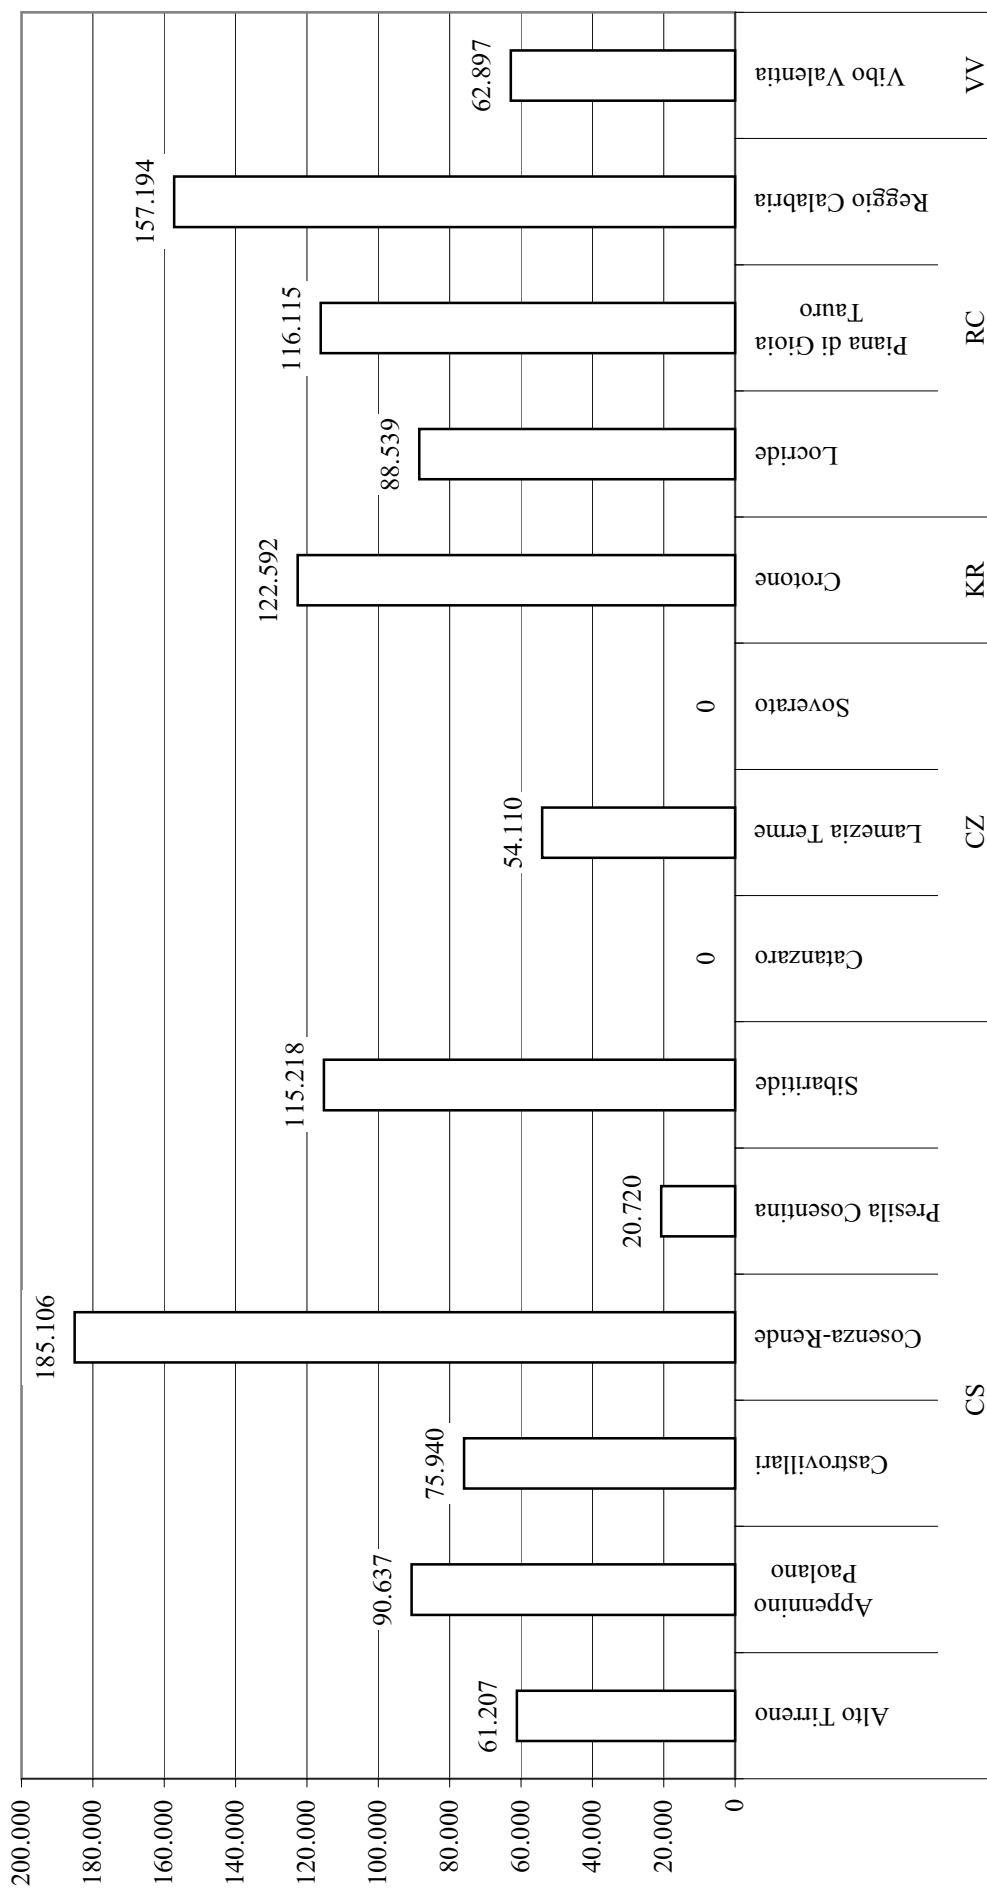 200.000
180.000
160.000
140.000
120.000
100.000
80.000
60.000
40.000
20.000
0
61.207
90.637
75.940
185.106
20.720
115.218
0
54.110
0
122.592
88.539
116.115
157.194
62.897
Alto Tirreno
Appennino
Paolano
Castrovillari
Cosenza-Rende
Presila Cosentina
Sibaritide
Catanzaro
Lamezia Terme
Soverato
Crotone
Locride
Piana di Gioia
Tauro
Reggio Calabria
Vibo Valentia
CS
CZ
KR
RC
VV